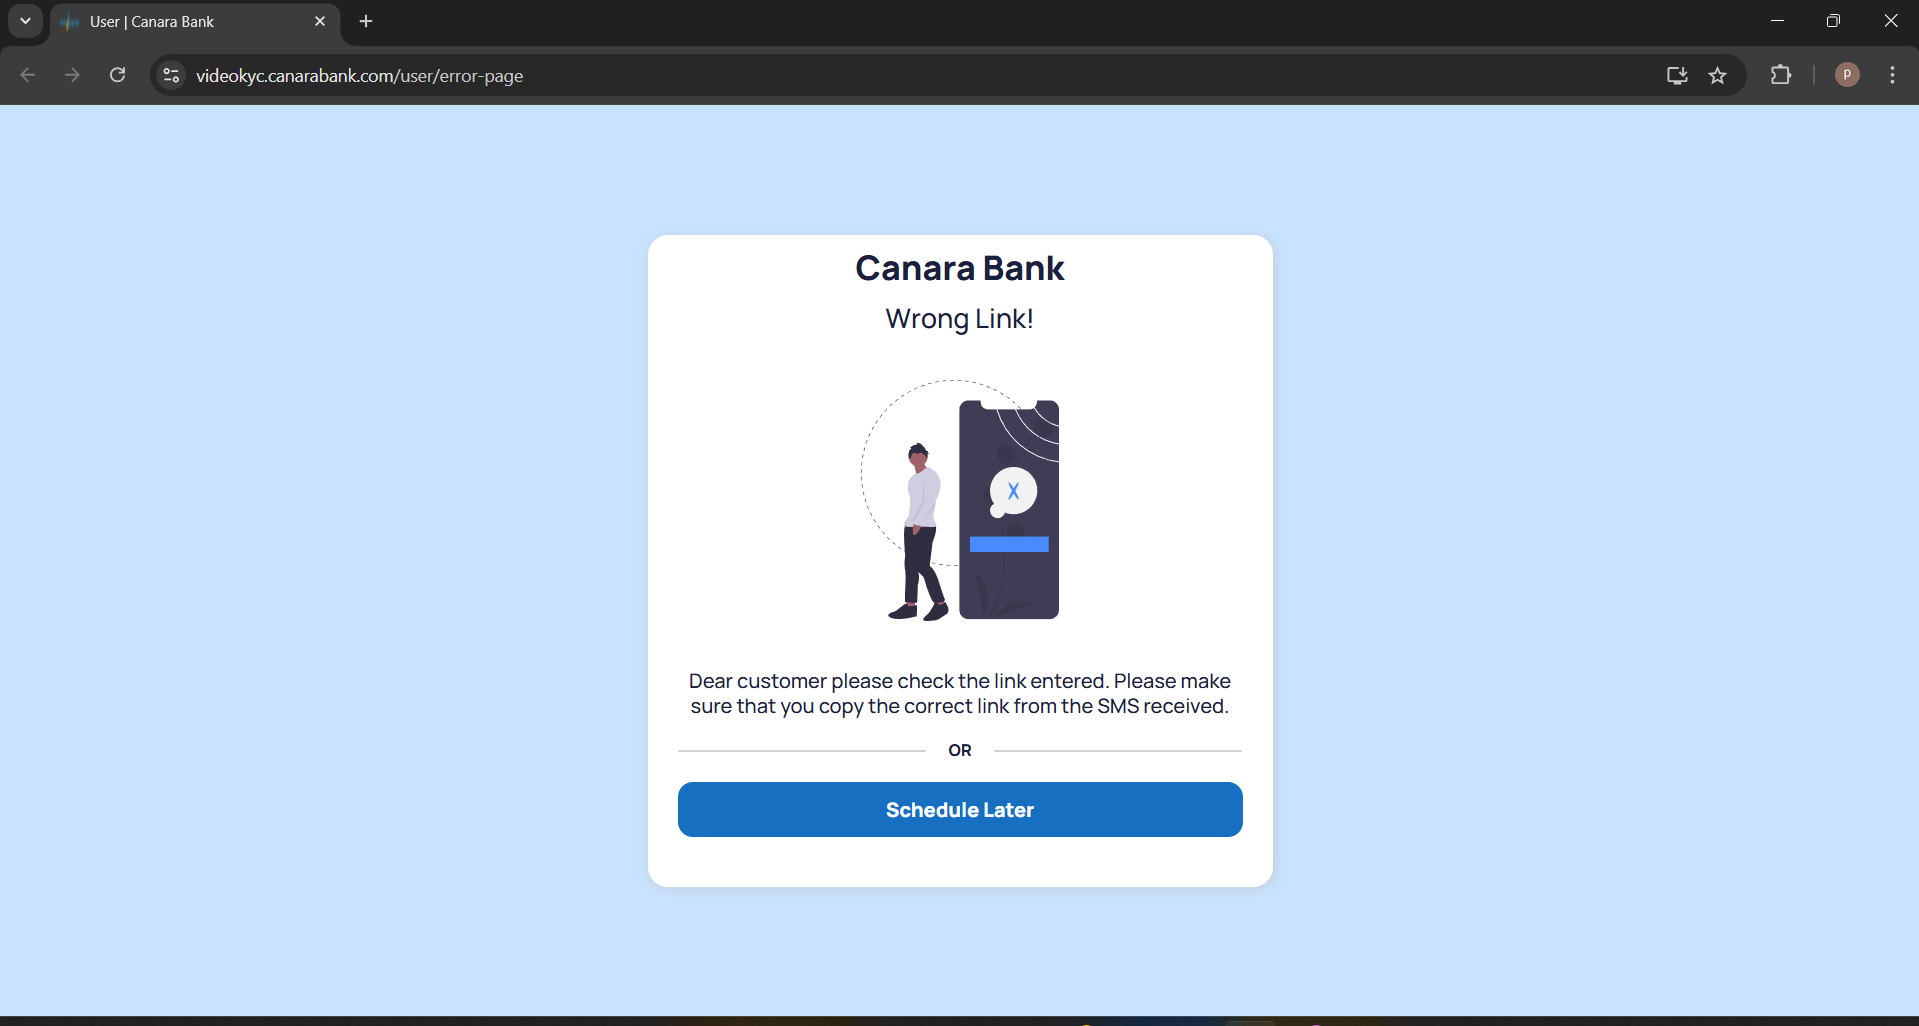 User | Canara Bank
videokyc.canarabank.com/user/error-page
P
Canara Bank
Wrong Link!
X
Dear customer please check the link entered. Please make
sure that you copy the correct link from the SMS received.
OR
Schedule Later